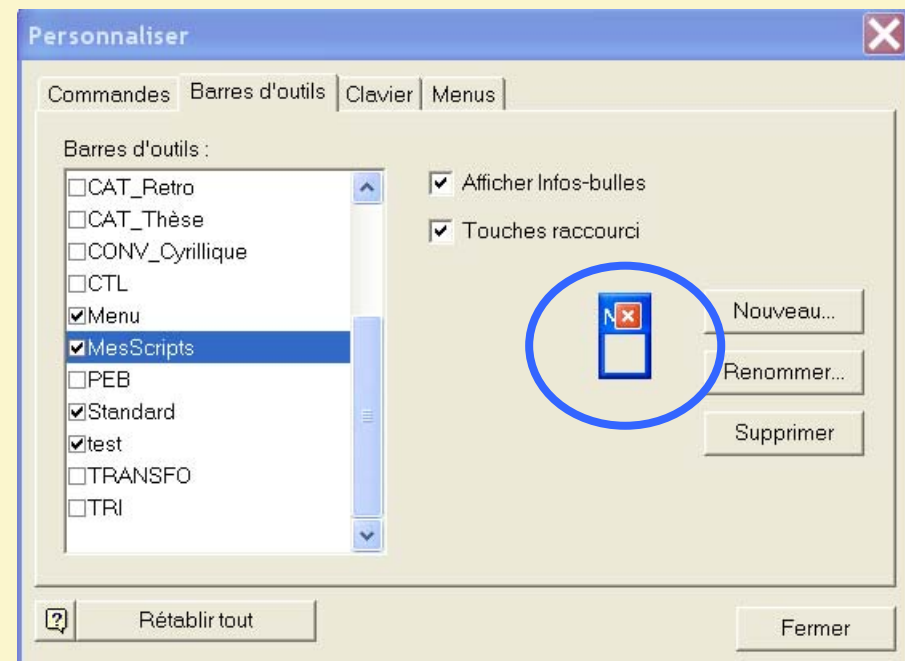 Personnaliser
Commandes Barres d'outils Clavier Menus
Barres d'outils :
CAT_Retro
CAT_Thèse
CONV_Cyrillique
CTL
Menu
MesScripts
PEB
Standard
test
TRANSFO
TRI
Afficher Infos-bulles
Touches raccourci
Nouveau...
Renommer...
Supprimer
Rétablir tout
Fermer